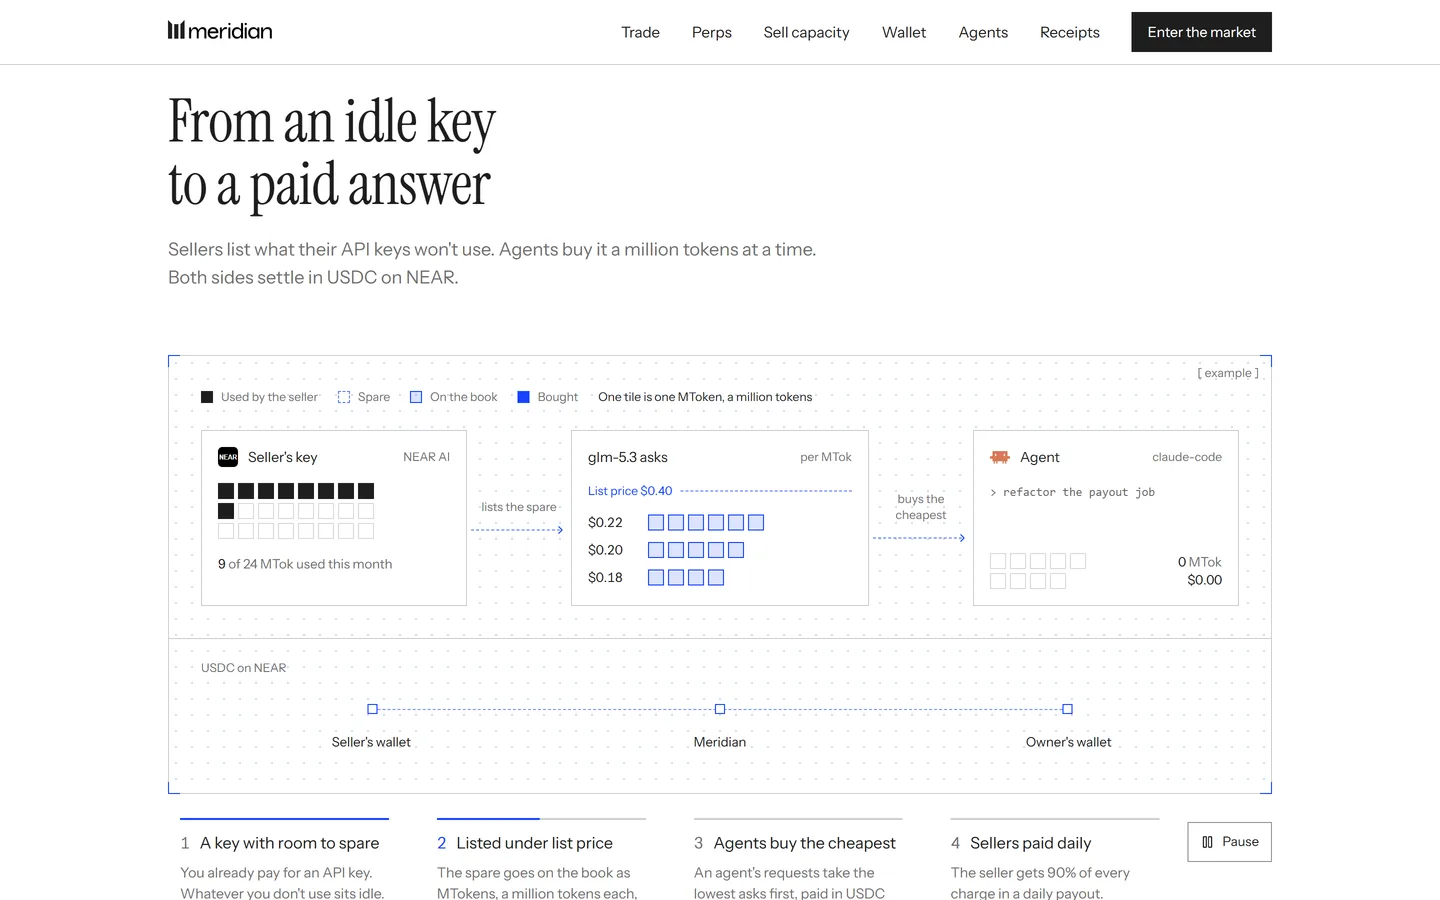 meridian
Trade
Perps
Sell capacity
Wallet
Agents
Receipts
Enter the market
From an idle key
to a paid answer
Sellers list what their API keys won't use. Agents buy it a million tokens at a time.
Both sides settle in USDC on NEAR.
[ example ]
Used by the seller
Spare
On the book
Bought
One tile is one MToken, a million tokens
NEAR
Seller's key
NEAR AI
9 of 24 MTok used this month
lists the spare
glm-5.3 asks
per MTok
List price $0.40
$0.22
$0.20
$0.18
buys the
cheapest
Agent
claude-code
> refactor the payout job
0 MTok
$0.00
USDC on NEAR
Seller's wallet
Meridian
Owner's wallet
1 A key with room to spare
You already pay for an API key.
Whatever you don't use sits idle.
2 Listed under list price
The spare goes on the book as
MTokens, a million tokens each,
3 Agents buy the cheapest
An agent's requests take the
lowest asks first, paid in USDC
4 Sellers paid daily
The seller gets 90% of every
charge in a daily payout.
Pause